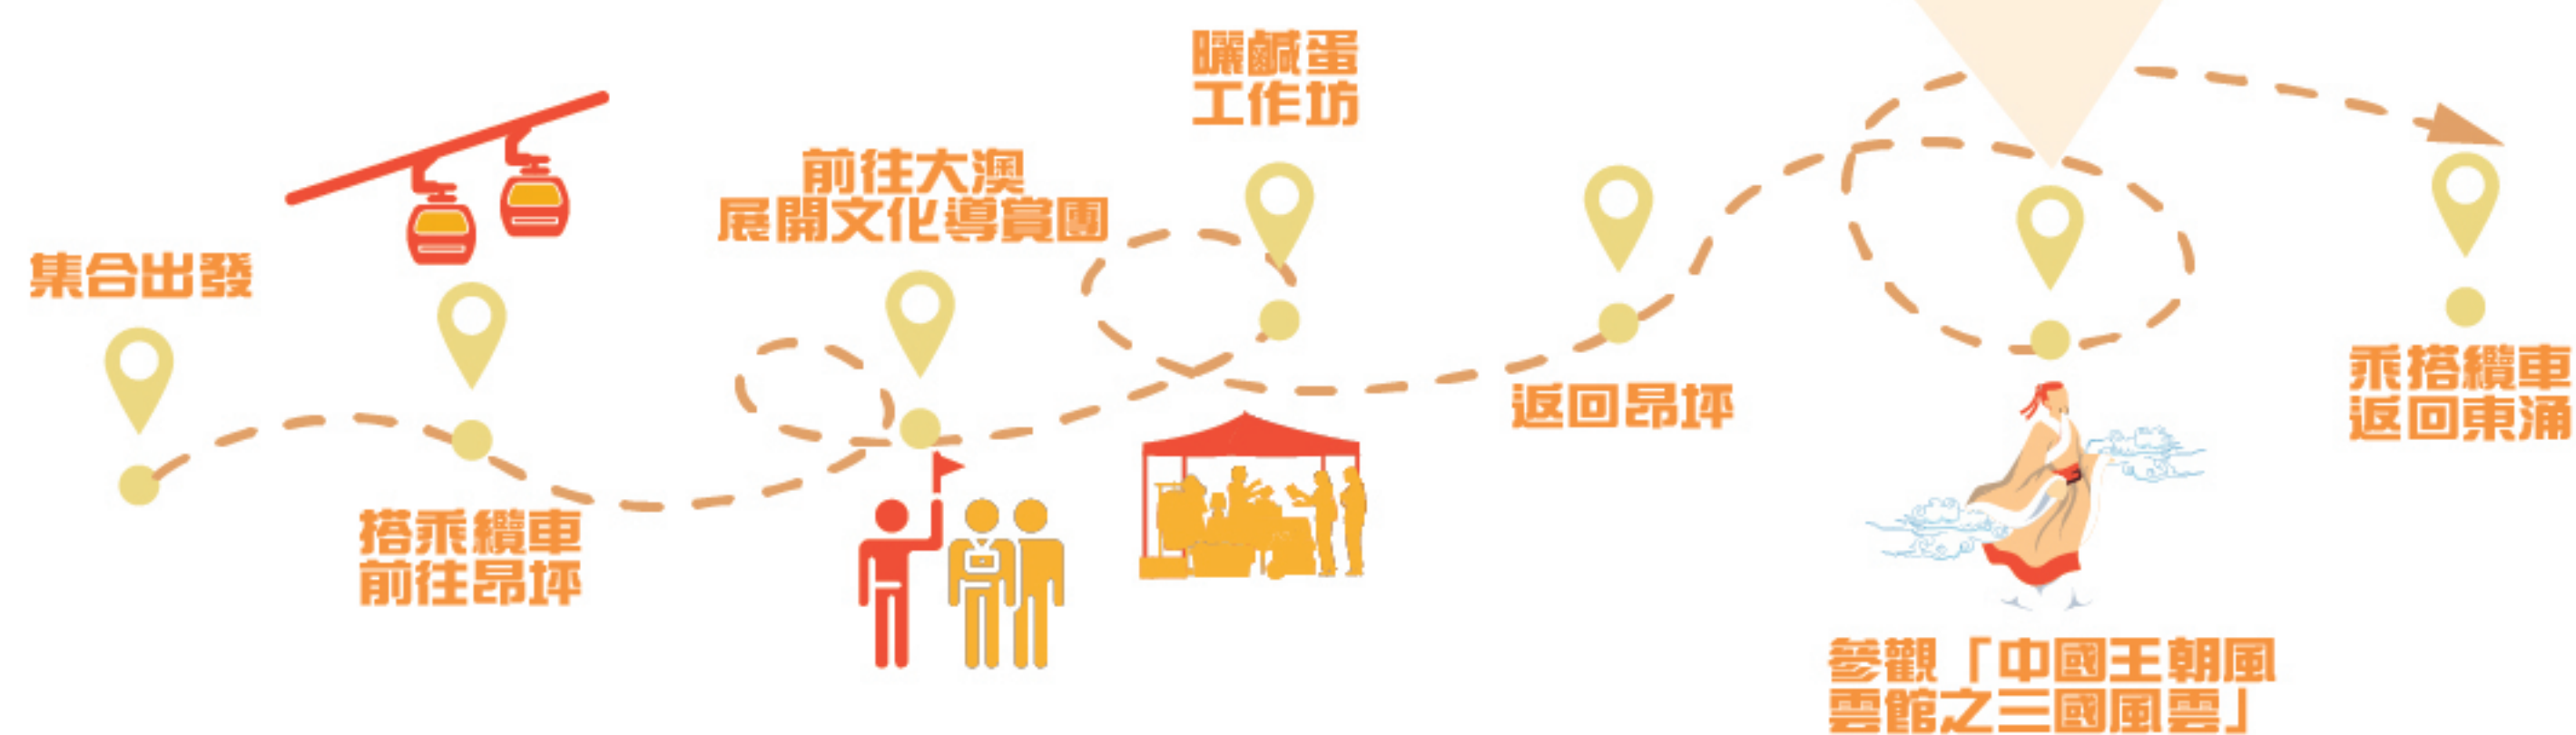 集合出發
搭乘纜車
前往昂坪
前往大澳
展開文化導賞團
曬鹹蛋
工作坊
返回昂坪
參觀「中國王朝風
雲館之三國風雲」
乘搭纜車
返回東涌